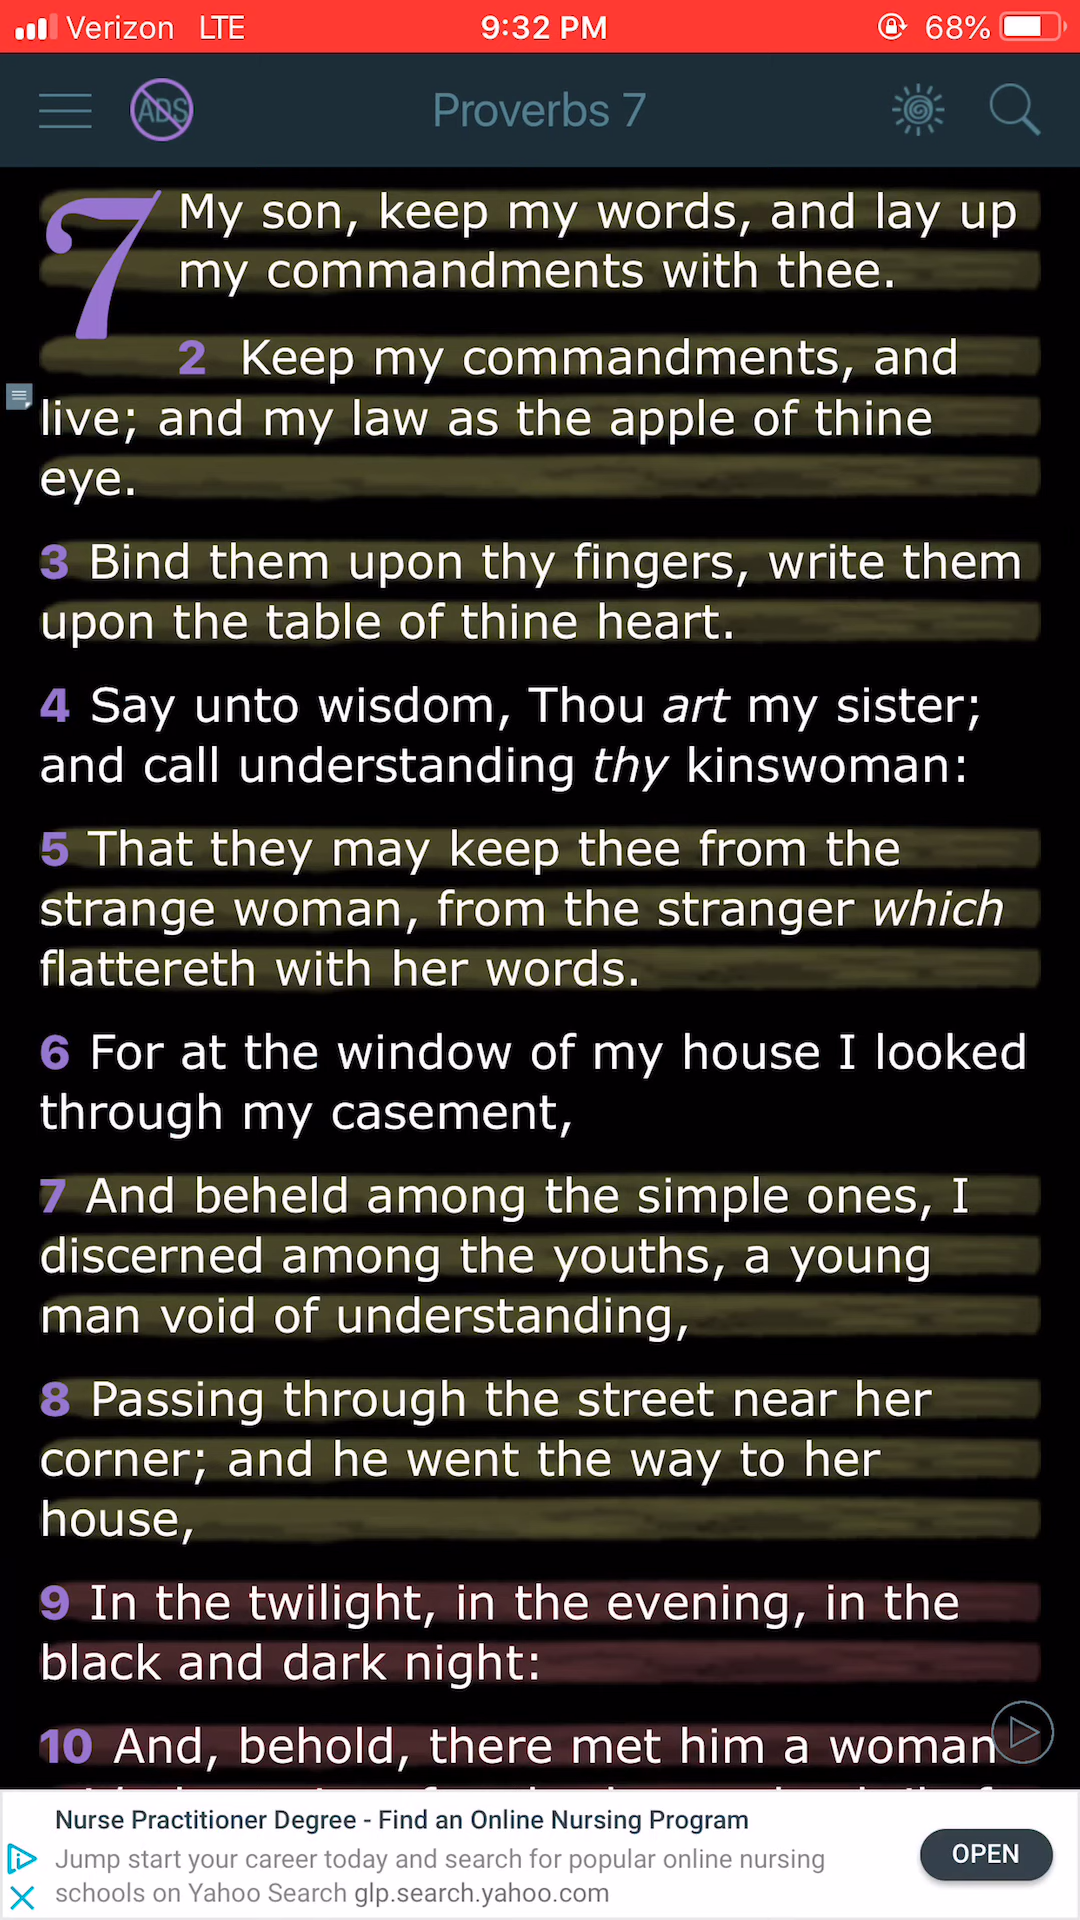 Verizon LTE 9:32 PM 68%
ADS Proverbs 7
7 My son, keep my words, and lay up
my commandments with thee.
2 Keep my commandments, and
live; and my law as the apple of thine
eye.
3 Bind them upon thy fingers, write them
upon the table of thine heart.
4 Say unto wisdom, Thou art my sister;
and call understanding thy kinswoman:
5 That they may keep thee from the
strange woman, from the stranger which
flattereth with her words.
6 For at the window of my house I looked
through my casement,
7 And beheld among the simple ones, I
discerned among the youths, a young
man void of understanding,
8 Passing through the street near her
corner; and he went the way to her
house,
9 In the twilight, in the evening, in the
black and dark night:
10 And, behold, there met him a woman
Nurse Practitioner Degree - Find an Online Nursing Program
Jump start your career today and search for popular online nursing
schools on Yahoo Search glp.search.yahoo.com
OPEN